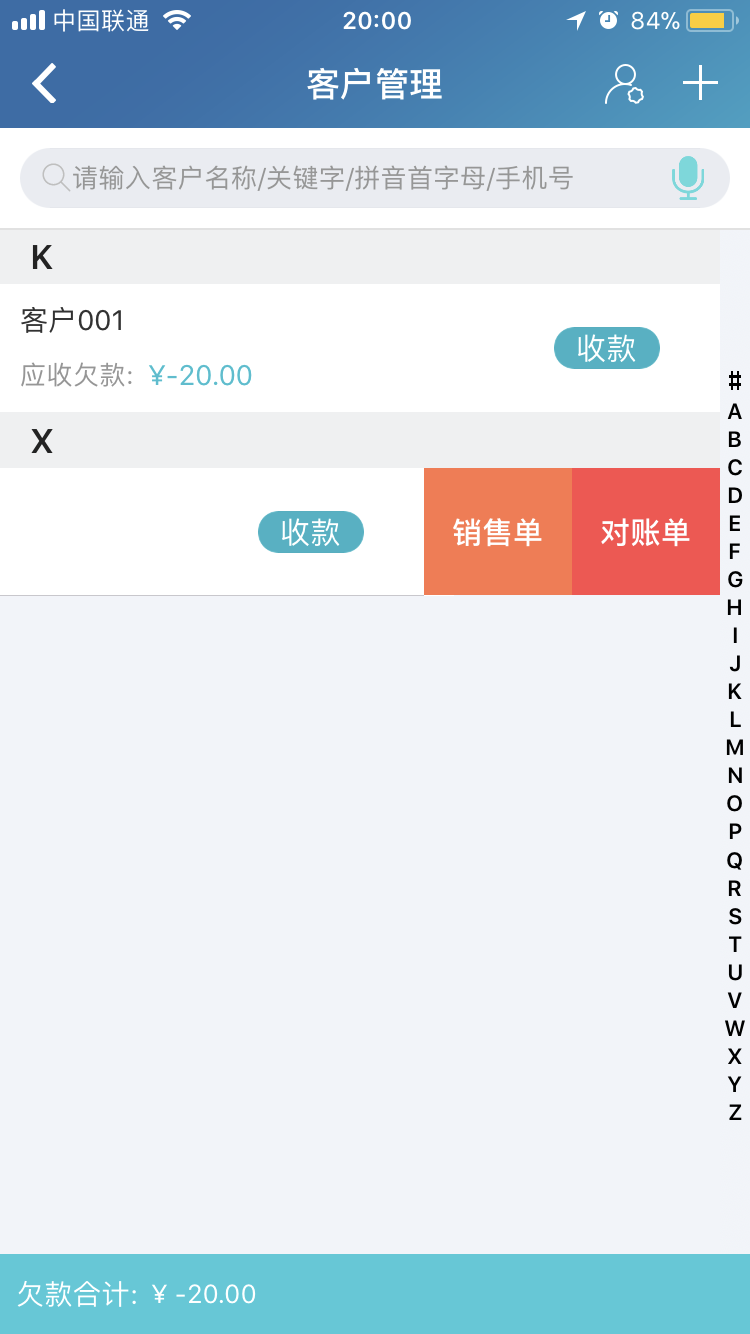 中国联通 20:00 84%
客户管理
请输入客户名称/关键字/拼音首字母/手机号
K
客户001
收款
应收欠款: ¥-20.00
X
收款 销售单 对账单
#
A
B
C
D
E
F
G
H
I
J
K
L
M
N
O
P
Q
R
S
T
U
V
W
X
Y
Z
欠款合计: ¥ -20.00